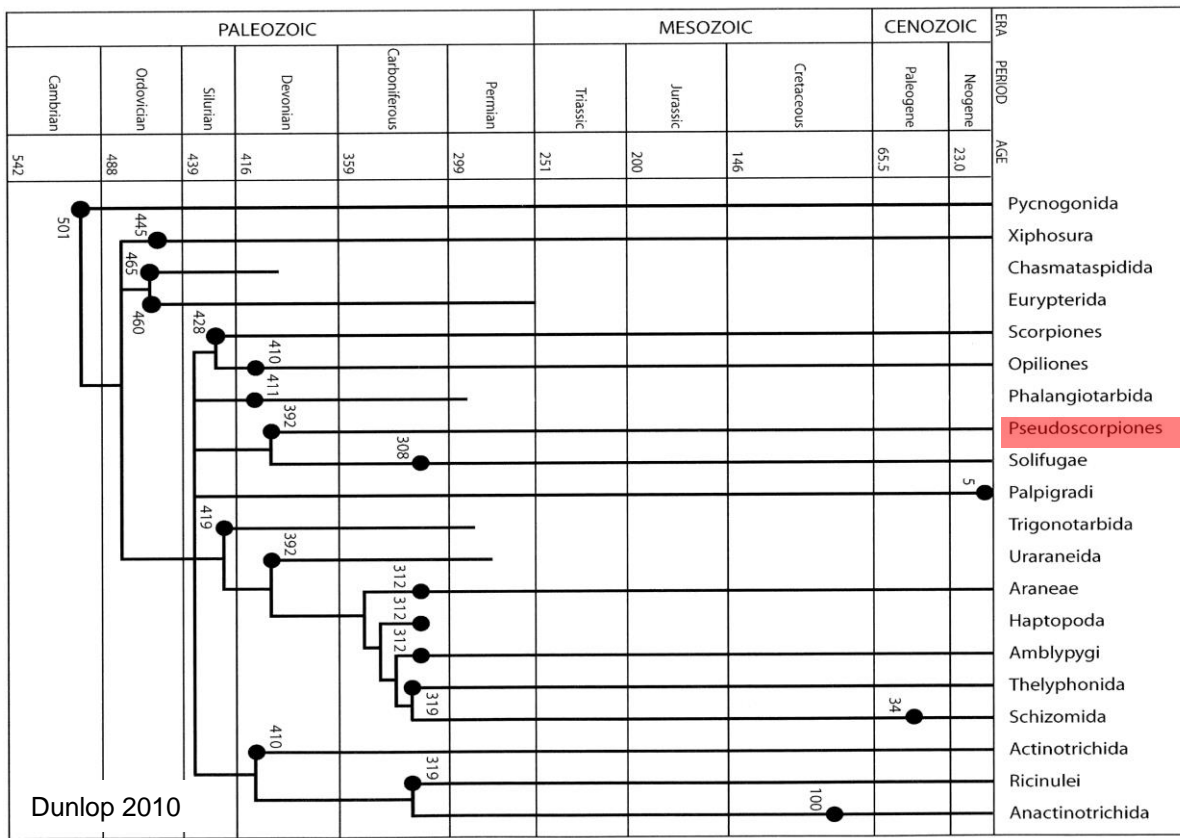 PALEOZOIC MESOZOIC CENOZOIC ERA
Cambrian Ordovician Silurian Devonian Carboniferous Permian Triassic Jurassic Cretaceous Paleogene Neogene PERIOD
542 488 439 416 359 299 251 200 146 65.5 23.0 AGE
501 Pycnogonida
445 Xiphosura
465 Chasmataspidida
460 Eurypterida
428 Scorpiones
410 Opiliones
411 Phalangiotarbida
392 Pseudoscorpiones
308 Solifugae
5 Palpigradi
419 Trigonotarbida
392 Uraraneida
312 Araneae
312 Haptopoda
312 Amblypygi
319 Thelyphonida
34 Schizomida
410 Actinotrichida
319 Ricinulei
100 Anactinotrichida
Dunlop 2010